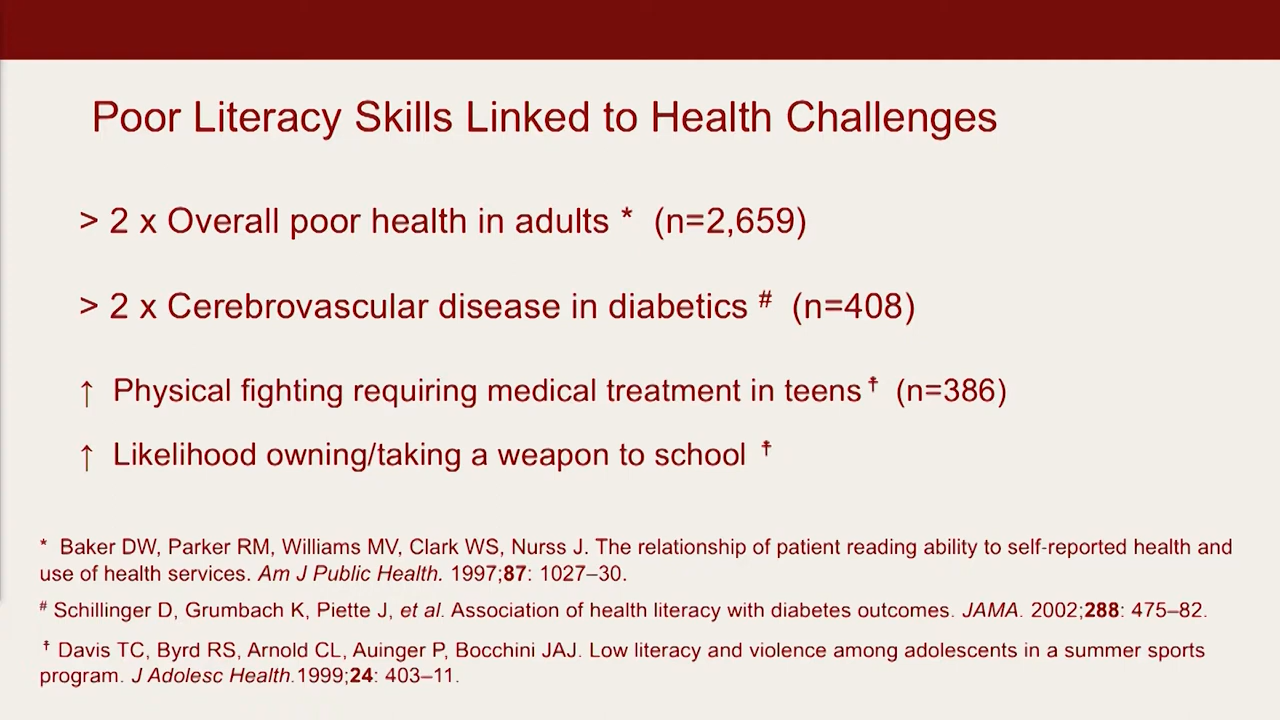 Poor Literacy Skills Linked to Health Challenges
> 2 x Overall poor health in adults * (n=2,659)
> 2 x Cerebrovascular disease in diabetics # (n=408)
↑ Physical fighting requiring medical treatment in teens☨ (n=386)
↑ Likelihood owning/taking a weapon to school ☨
* Baker DW, Parker RM, Williams MV, Clark WS, Nurss J. The relationship of patient reading ability to self-reported health and
use of health services. Am J Public Health. 1997;87: 1027–30.
# Schillinger D, Grumbach K, Piette J, et al. Association of health literacy with diabetes outcomes. JAMA. 2002;288: 475–82.
☨ Davis TC, Byrd RS, Arnold CL, Auinger P, Bocchini JAJ. Low literacy and violence among adolescents in a summer sports
program. J Adolesc Health.1999;24: 403–11.